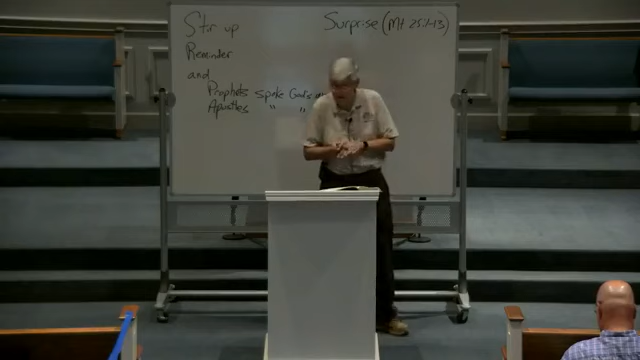 Stir up
Surprise (Mt 25:1-13)
Reminder
and
Prophets spoke God's
Apostles " "